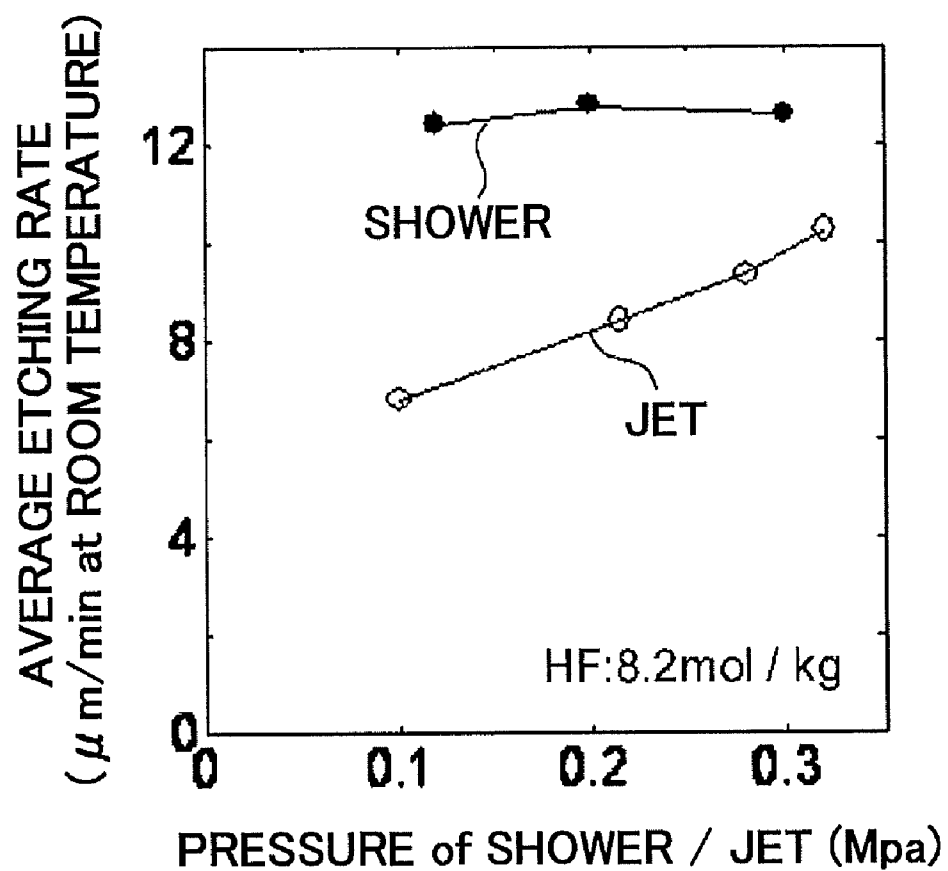 AVERAGE ETCHING RATE
(μm/min at ROOM TEMPERATURE)
12
8
4
0
SHOWER
JET
HF:8.2mol / kg
0 0.1 0.2 0.3
PRESSURE of SHOWER / JET (Mpa)